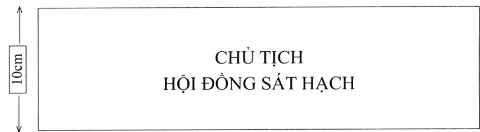 10cm
CHỦ TỊCH
HỘI ĐỒNG SÁT HẠCH